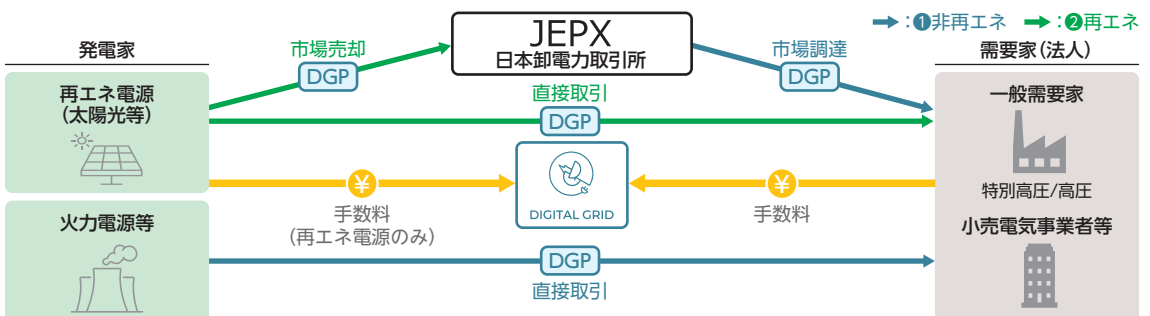 →:❶非再エネ →:❷再エネ
発電家
市場売却
DGP
JEPX
日本卸電力取引所
市場調達
DGP
需要家(法人)
再エネ電源
(太陽光等)
直接取引
DGP
一般需要家
特別高圧/高圧
¥
手数料
(再エネ電源のみ)
DIGITAL GRID
¥
手数料
火力電源等
DGP
直接取引
小売電気事業者等